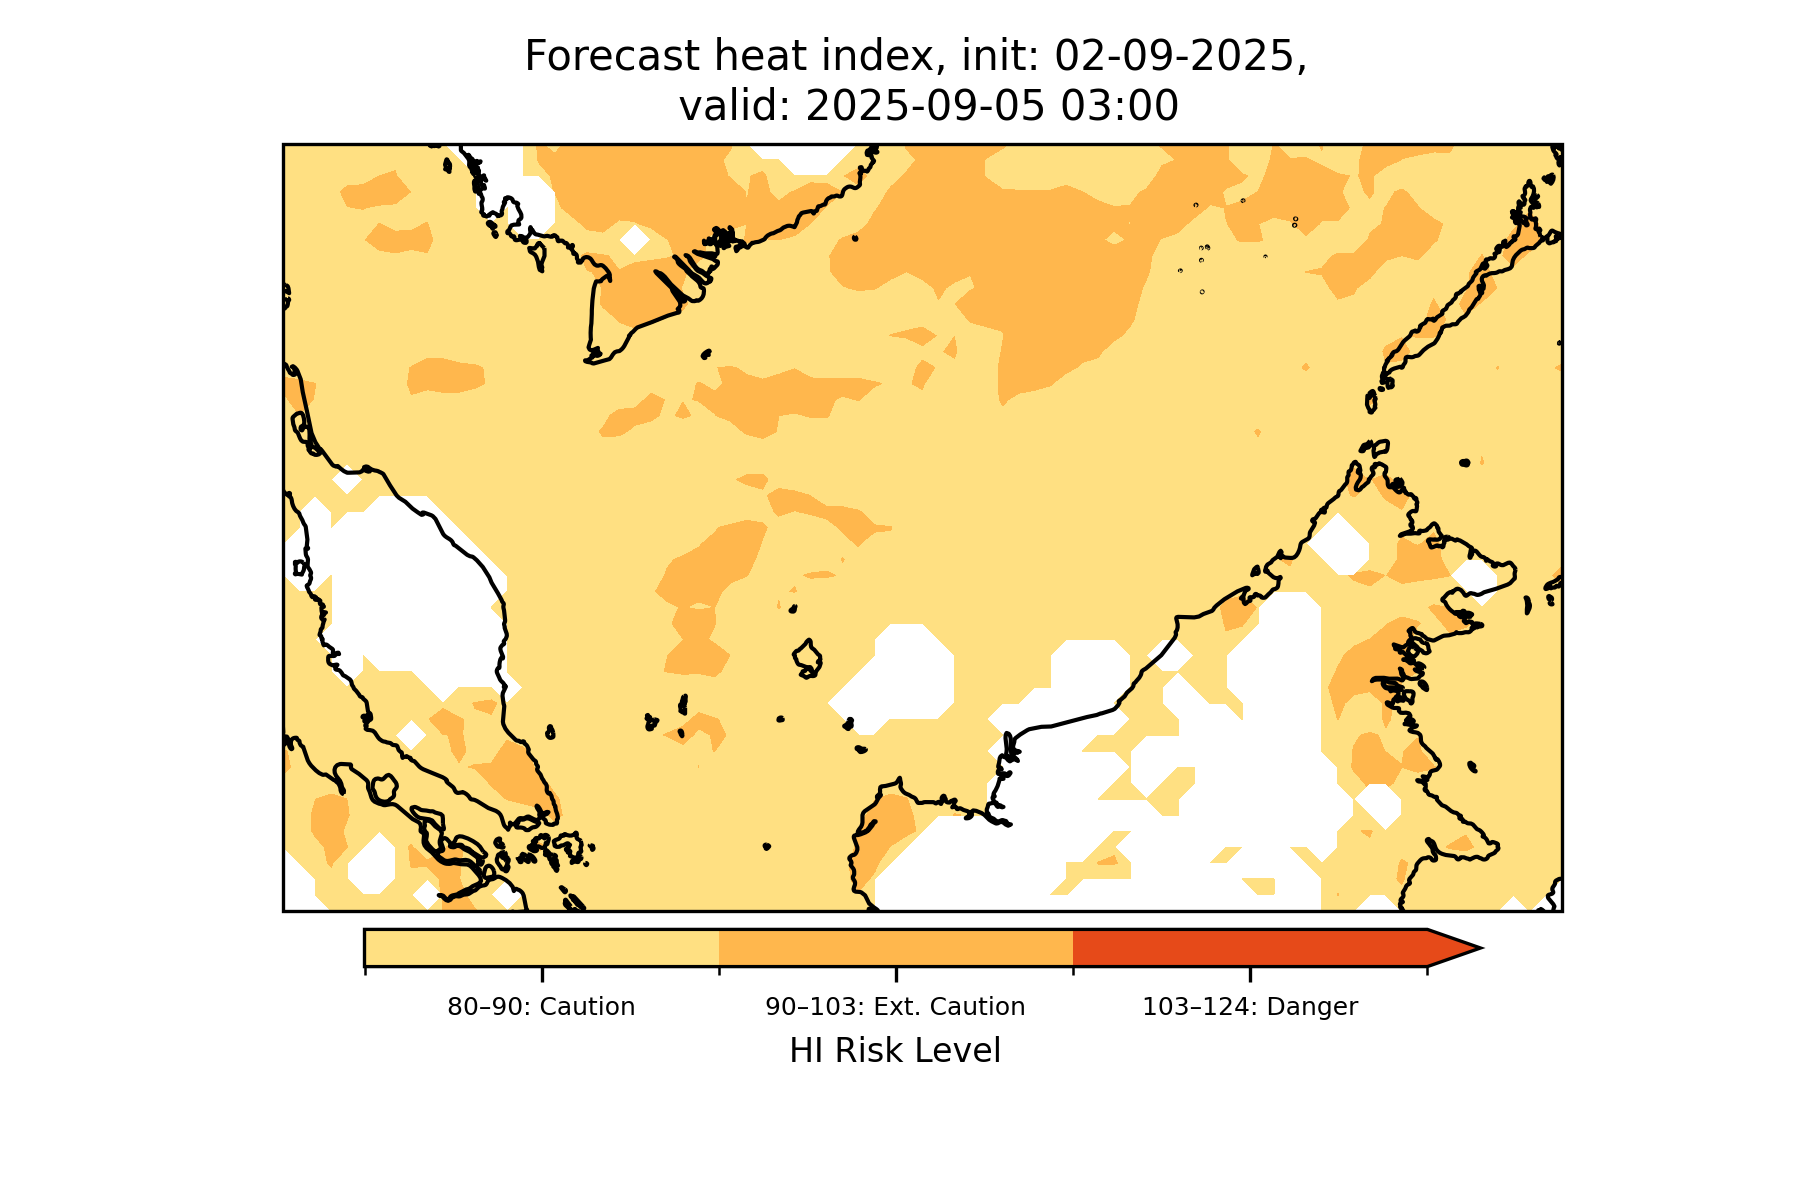 Forecast heat index, init: 02-09-2025,
valid: 2025-09-05 03:00
80–90: Caution
90–103: Ext. Caution
103–124: Danger
HI Risk Level